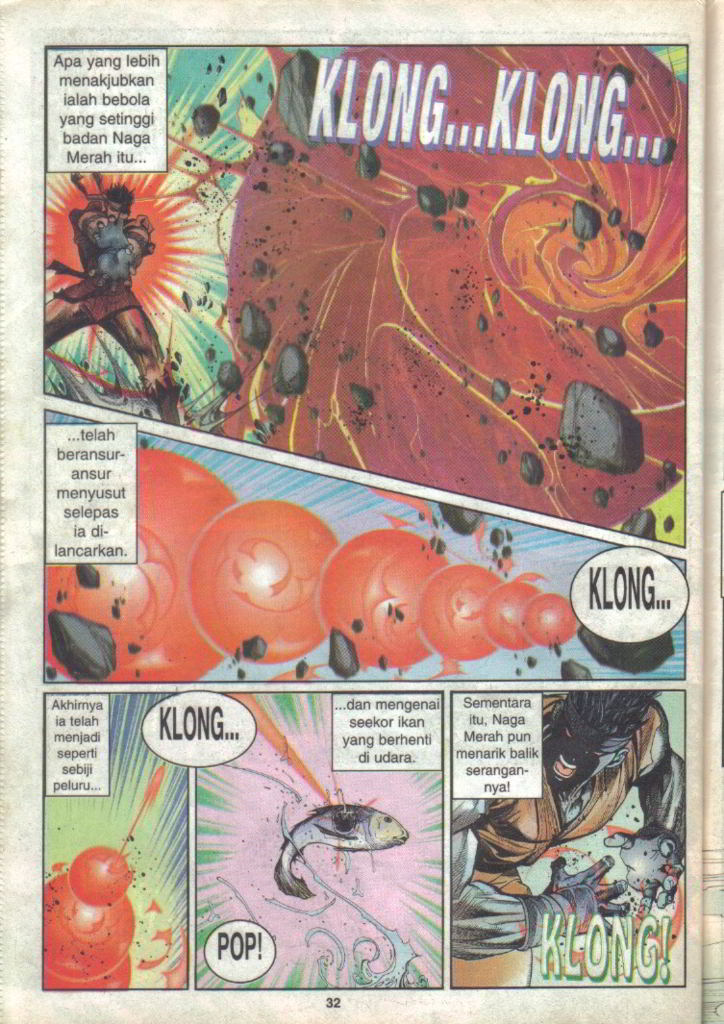 Apa yang lebih
menakjubkan
ialah bebola
yang setinggi
badan Naga
Merah itu...
KLONG...KLONG...
...telah
beransur-
ansur
menyusut
selepas
ia di-
lancarkan.
KLONG...
Akhirnya
ia telah
menjadi
seperti
sebiji
peluru...
KLONG...
...dan mengenai
seekor ikan
yang berhenti
di udara.
POP!
Sementara
itu, Naga
Merah pun
menarik balik
serangan-
nya!
KLONG!
32